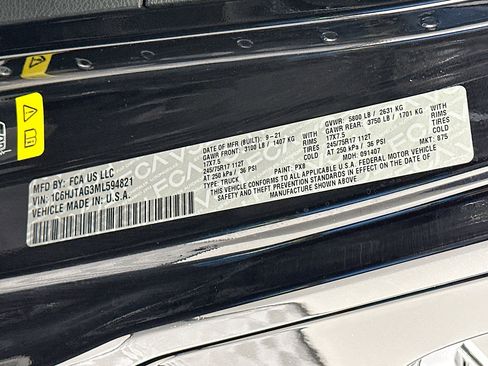 MFD BY: FCA US LLC
VIN: 1C6HJTAG3ML594821
VEHICLE MADE IN: U.S.A.
DATE OF MFR (BUILT): 9-21
GAWR FRONT: 3100 LB / 1407 KG WITH
17X7.5 RIMS
245/75R17 112T TIRES
AT 250 kPa / 36 PSI COLD
PAINT: PX8
GVWR: 5800 LB / 2631 KG
GAWR REAR: 3750 LB / 1701 KG WITH
17X7.5 RIMS
245/75R17 112T TIRES
AT 250 kPa / 36 PSI COLD
MDH: 091407 MKT: 875
THIS VEHICLE CONFORMS TO ALL APPLICABLE U.S.A. FEDERAL MOTOR VEHICLE
SAFETY AND THEFT PREVENTION STANDARDS IN EFFECT
ON THE DATE OF MANUFACTURE SHOWN ABOVE.